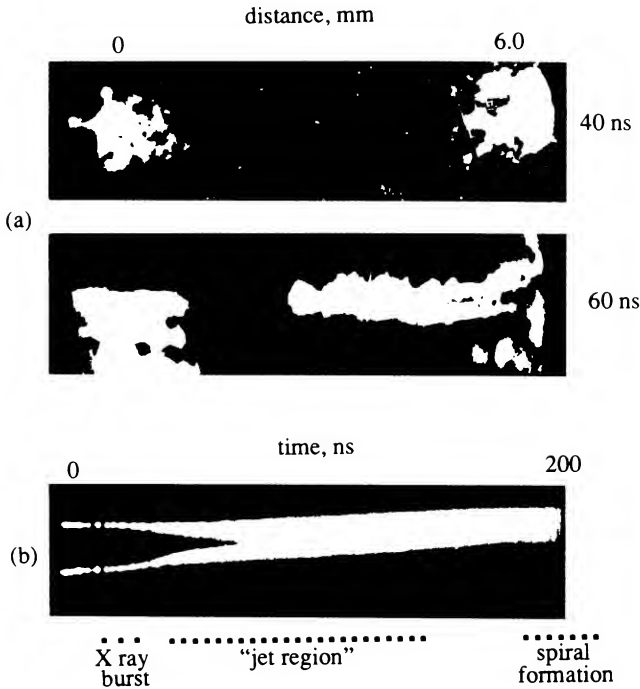 distance, mm
0 6.0
40 ns
(a)
60 ns
time, ns
0 200
(b)
X ray burst
"jet region"
spiral formation